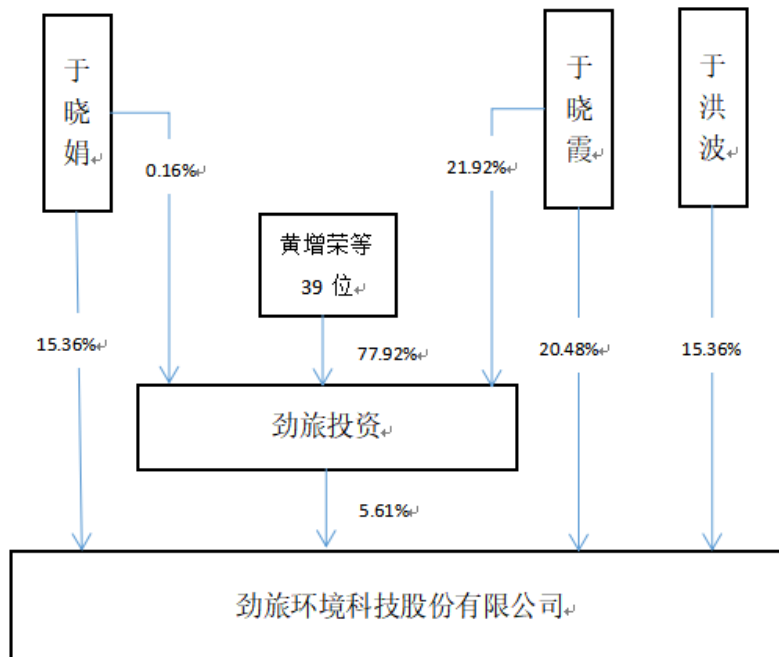 于晓娟
于晓霞
于洪波
0.16%
21.92%
黄增荣等
39 位
15.36%
77.92%
20.48%
15.36%
劲旅投资
5.61%
劲旅环境科技股份有限公司